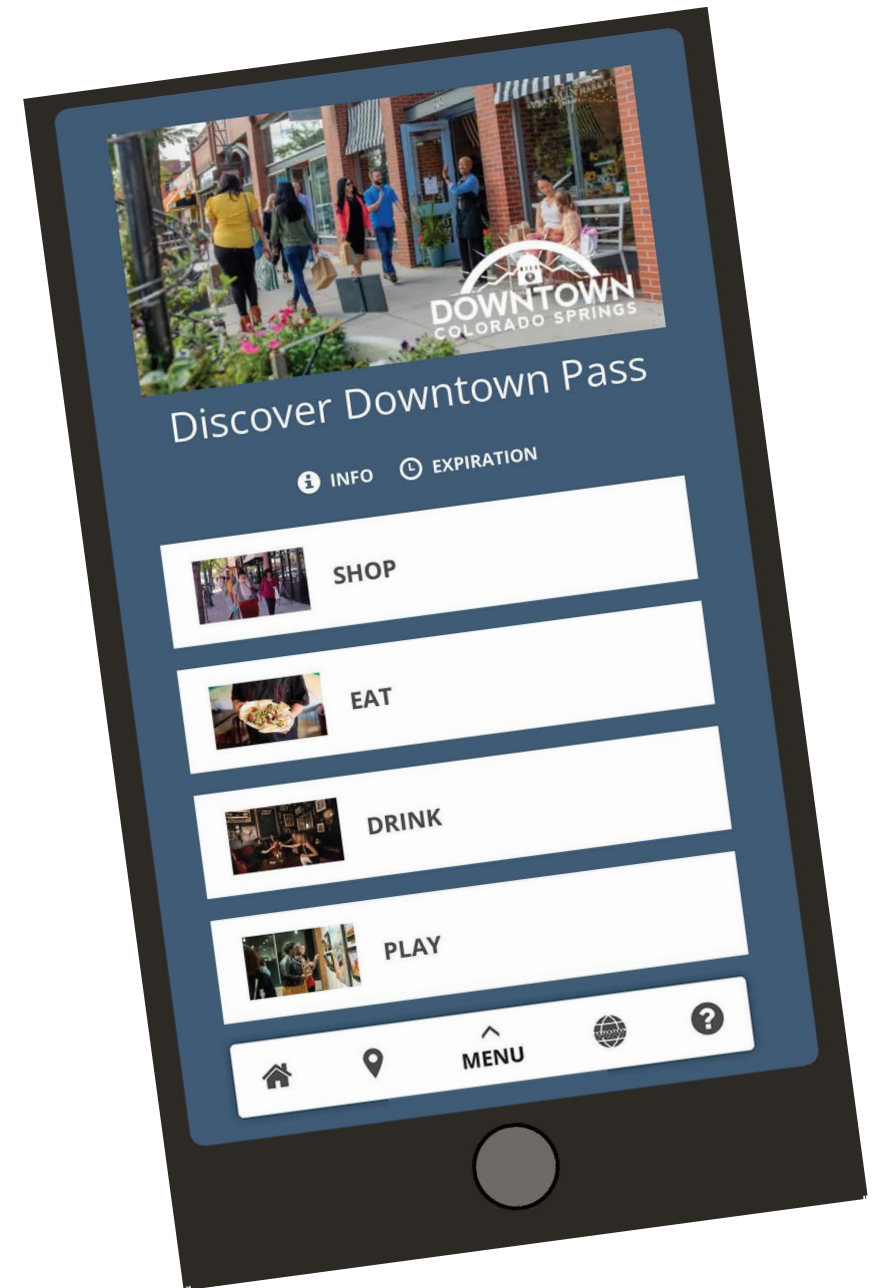 DOWNTOWN
COLORADO SPRINGS
Discover Downtown Pass
INFO EXPIRATION
SHOP
EAT
DRINK
PLAY
MENU